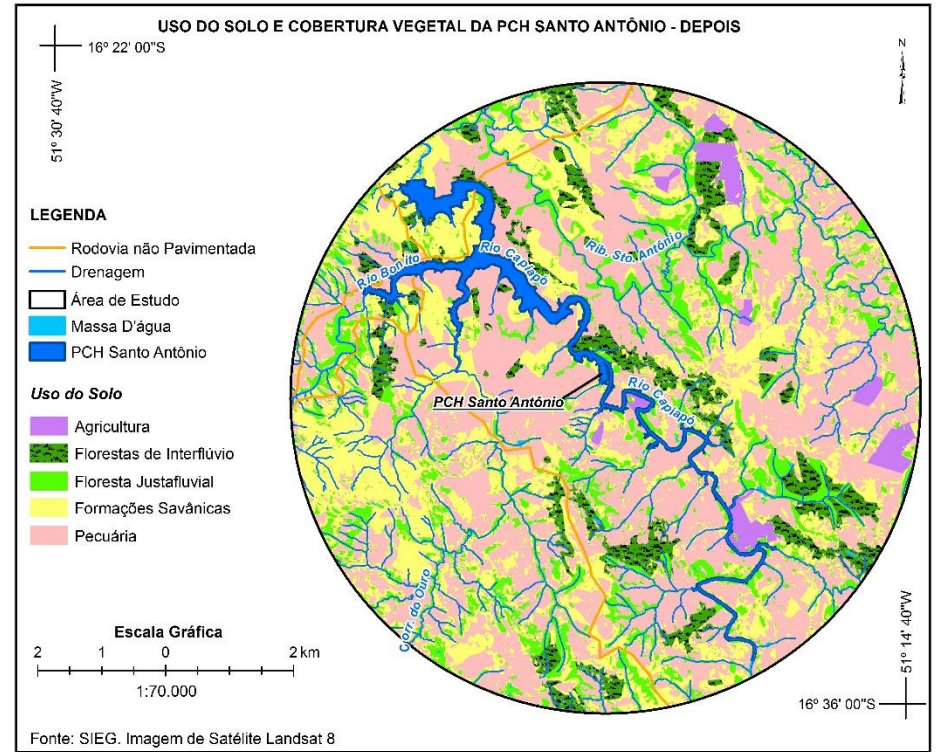 USO DO SOLO E COBERTURA VEGETAL DA PCH SANTO ANTÔNIO - DEPOIS
16º 22' 00"S
51º 30' 40"W
N
LEGENDA
Rodovia não Pavimentada
Drenagem
Área de Estudo
Massa D'água
PCH Santo Antônio
Uso do Solo
Agricultura
Florestas de Interflúvio
Floresta Justafluvial
Formações Savânicas
Pecuária
Rio Bonito
Rio Capiapó
Rib. Sto. Antônio
PCH Santo Antônio
Rio Capiapó
Corr. do Ouro
Escala Gráfica
2 1 0 2 km
1:70.000
51º 14' 40"W
16º 36' 00"S
Fonte: SIEG. Imagem de Satélite Landsat 8